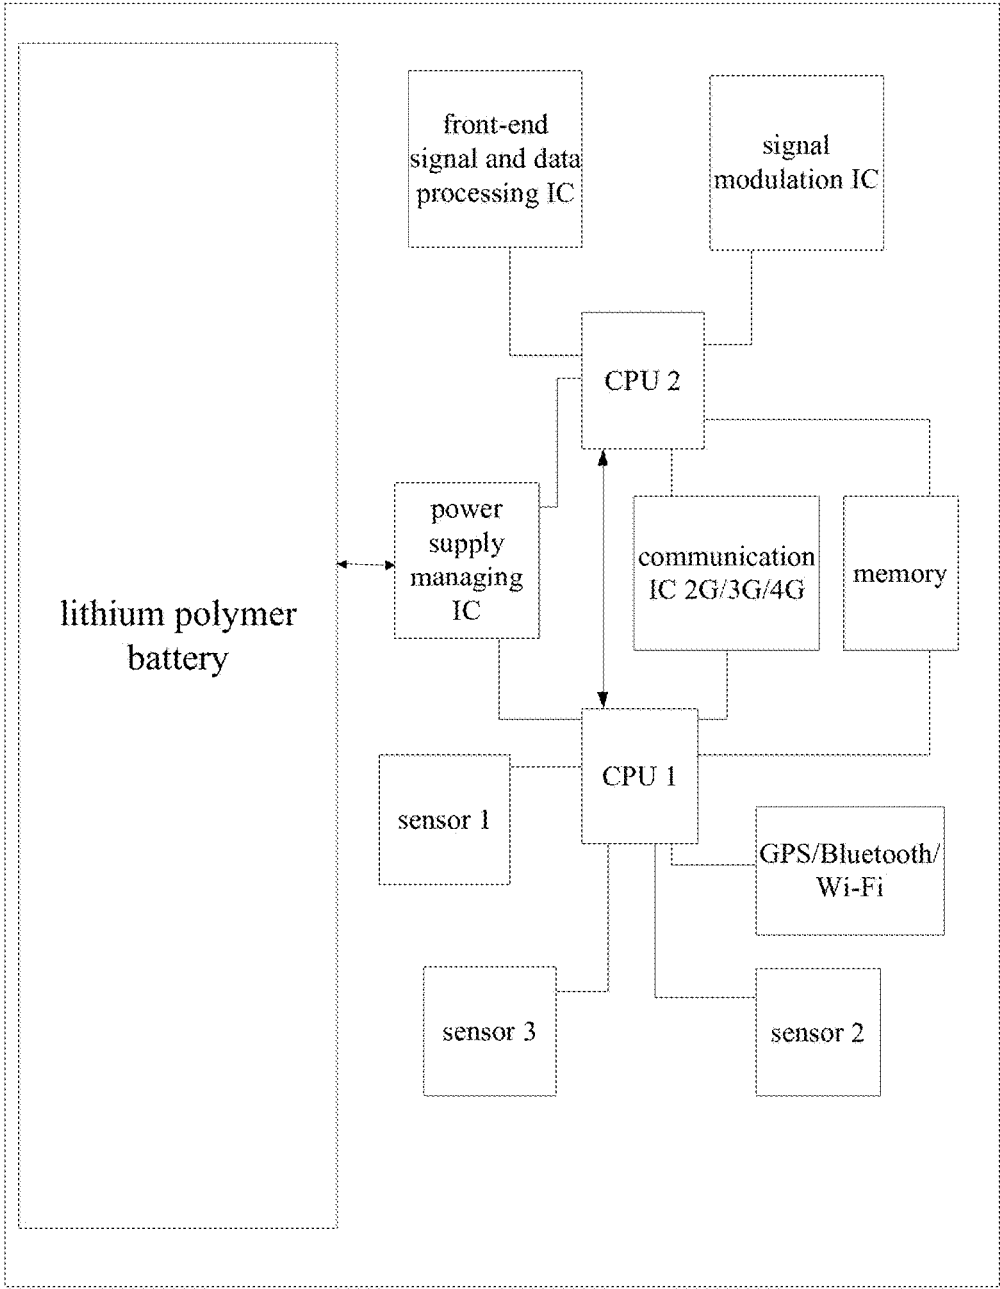 front-end
signal and data
processing IC
signal
modulation IC
CPU 2
power
supply
managing
IC
communication
IC 2G/3G/4G
memory
lithium polymer
battery
CPU 1
sensor 1
GPS/Bluetooth/
Wi-Fi
sensor 3
sensor 2